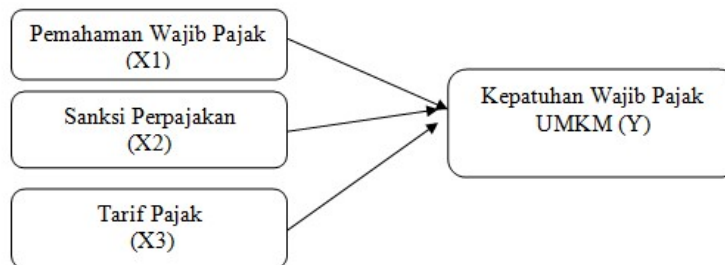 Pemahaman Wajib Pajak
(X1)
Sanksi Perpajakan
(X2)
Tarif Pajak
(X3)
Kepatuhan Wajib Pajak
UMKM (Y)